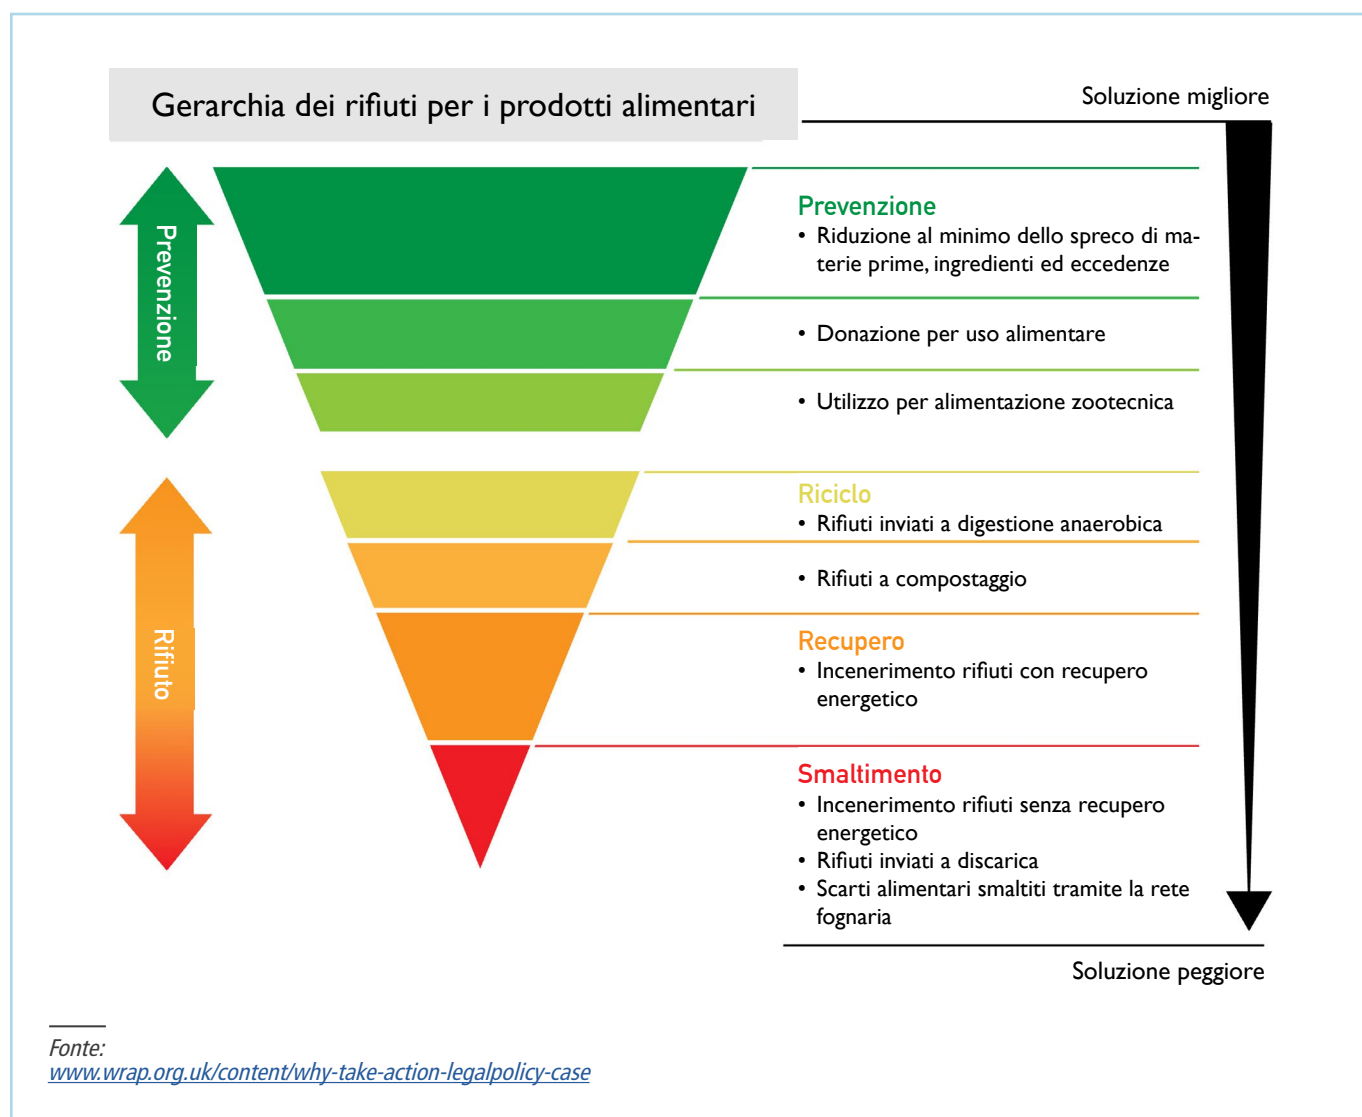 Gerarchia dei rifiuti per i prodotti alimentari
Soluzione migliore
Prevenzione
Prevenzione
• Riduzione al minimo dello spreco di ma-
terie prime, ingredienti ed eccedenze
• Donazione per uso alimentare
• Utilizzo per alimentazione zootecnica
Rifiuto
Riciclo
• Rifiuti inviati a digestione anaerobica
• Rifiuti a compostaggio
Recupero
• Incenerimento rifiuti con recupero
energetico
Smaltimento
• Incenerimento rifiuti senza recupero
energetico
• Rifiuti inviati a discarica
• Scarti alimentari smaltiti tramite la rete
fognaria
Soluzione peggiore
Fonte:
www.wrap.org.uk/content/why-take-action-legalpolicy-case